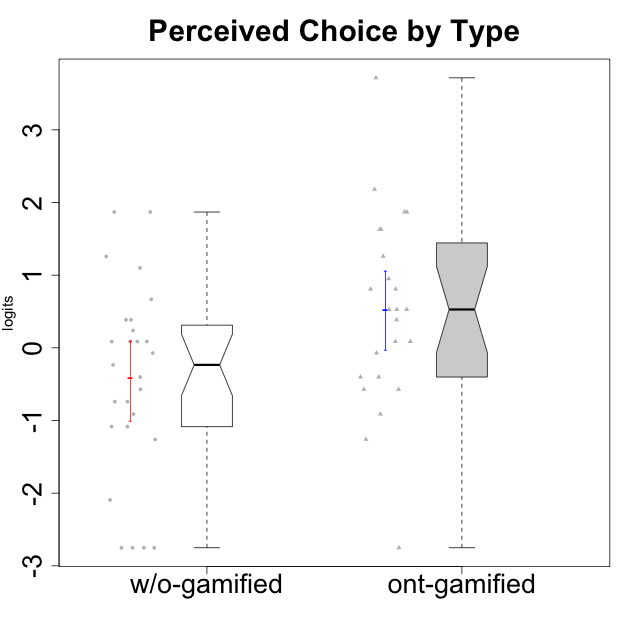 Perceived Choice by Type
logits
3
2
1
0
-1
-2
-3
w/o-gamified
ont-gamified